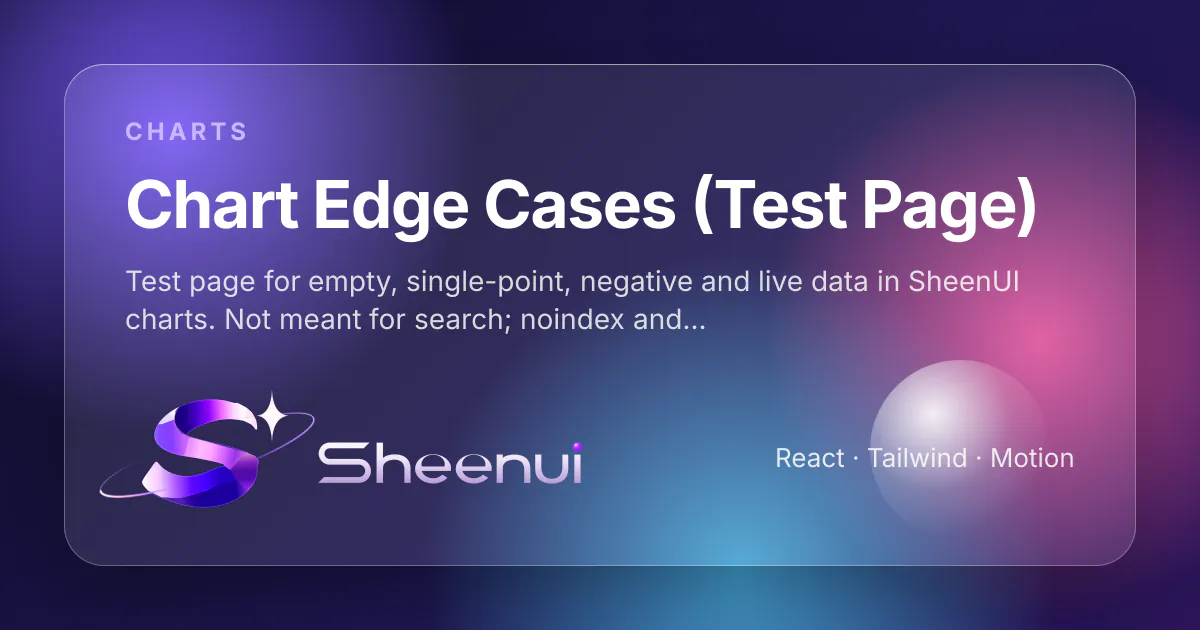 CHARTS
Chart Edge Cases (Test Page)
Test page for empty, single-point, negative and live data in SheenUI
charts. Not meant for search; noindex and...
Sheenui
React · Tailwind · Motion